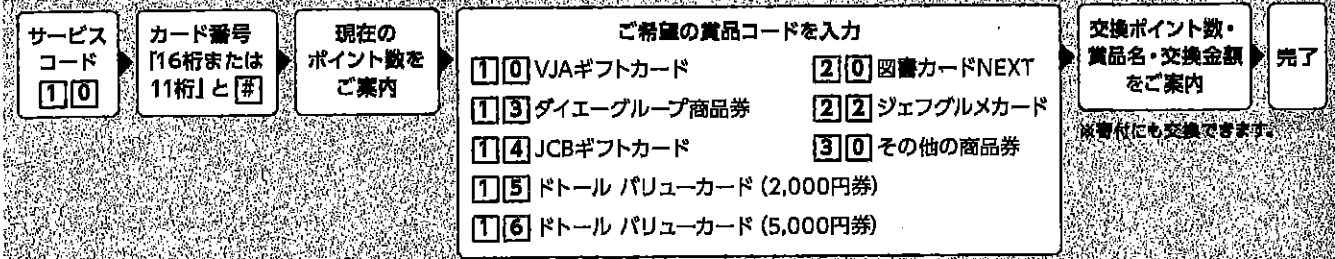 サービス
コード
10
カード番号
『16桁または
11桁』と#
現在の
ポイント数を
ご案内
ご希望の賞品コードを入力
10 VJAギフトカード
20 図書カードNEXT
13 ダイエーグループ商品券
22 ジェフグルメカード
14 JCBギフトカード
30 その他の商品券
15 ドトール バリューカード (2,000円券)
16 ドトール バリューカード (5,000円券)
交換ポイント数・
賞品名・交換金額
をご案内
※寄付にも交換できます。
完了